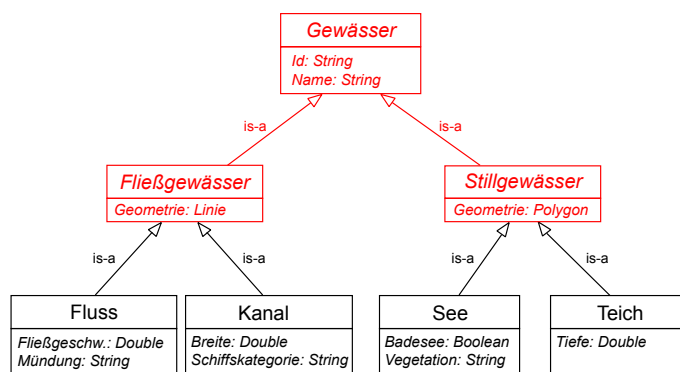 Gewässer
Id: String
Name: String
is-a
is-a
Fließgewässer
Geometrie: Linie
Stillgewässer
Geometrie: Polygon
is-a
is-a
is-a
is-a
Fluss
Fließgeschw.: Double
Mündung: String
Kanal
Breite: Double
Schiffskategorie: String
See
Badesee: Boolean
Vegetation: String
Teich
Tiefe: Double